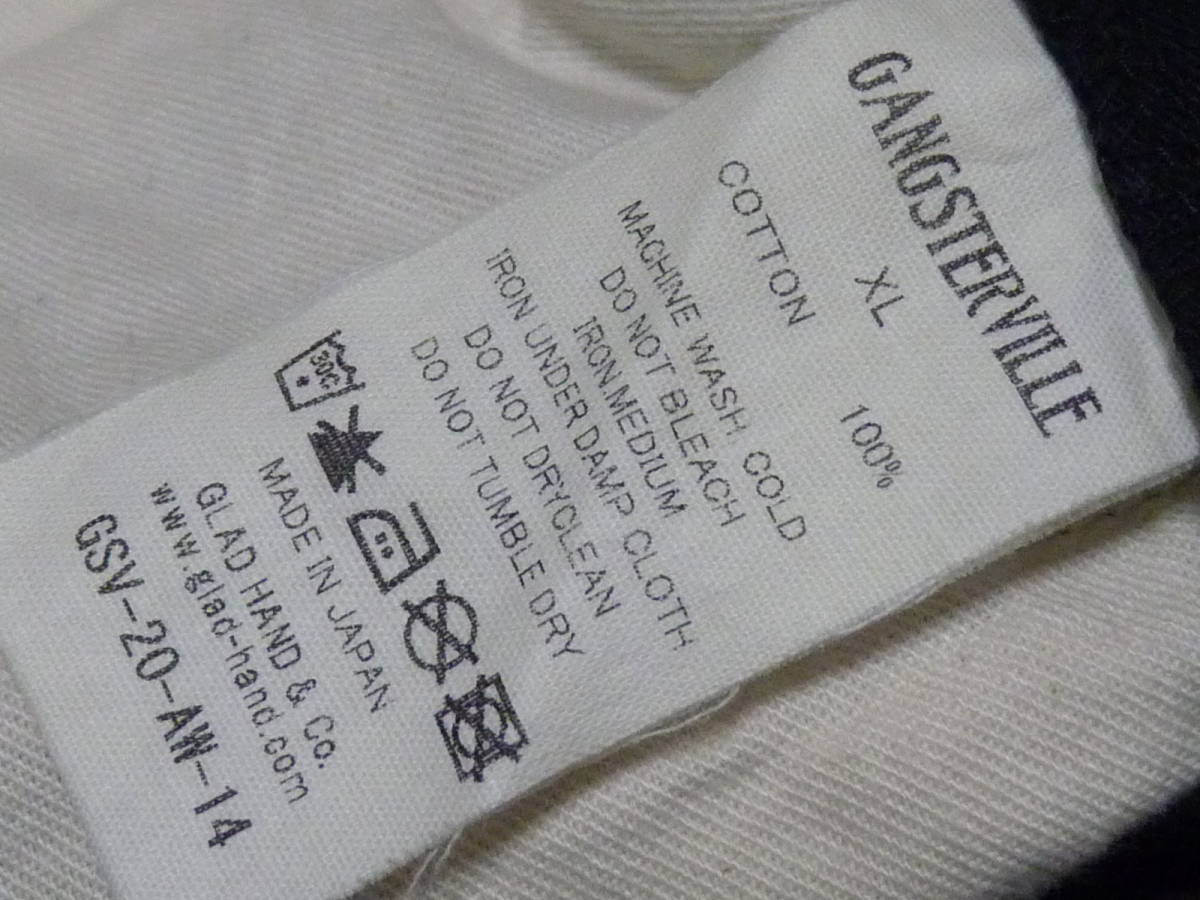 GANGSTERVILLE
XL
COTTON 100%
MACHINE WASH COLD
DO NOT BLEACH
IRON MEDIUM
IRON UNDER DAMP CLOTH
DO NOT DRYCLEAN
DO NOT TUMBLE DRY
30C
MADE IN JAPAN
GLAD HAND & Co.
www.glad-hand.com
GSV-20-AW-14